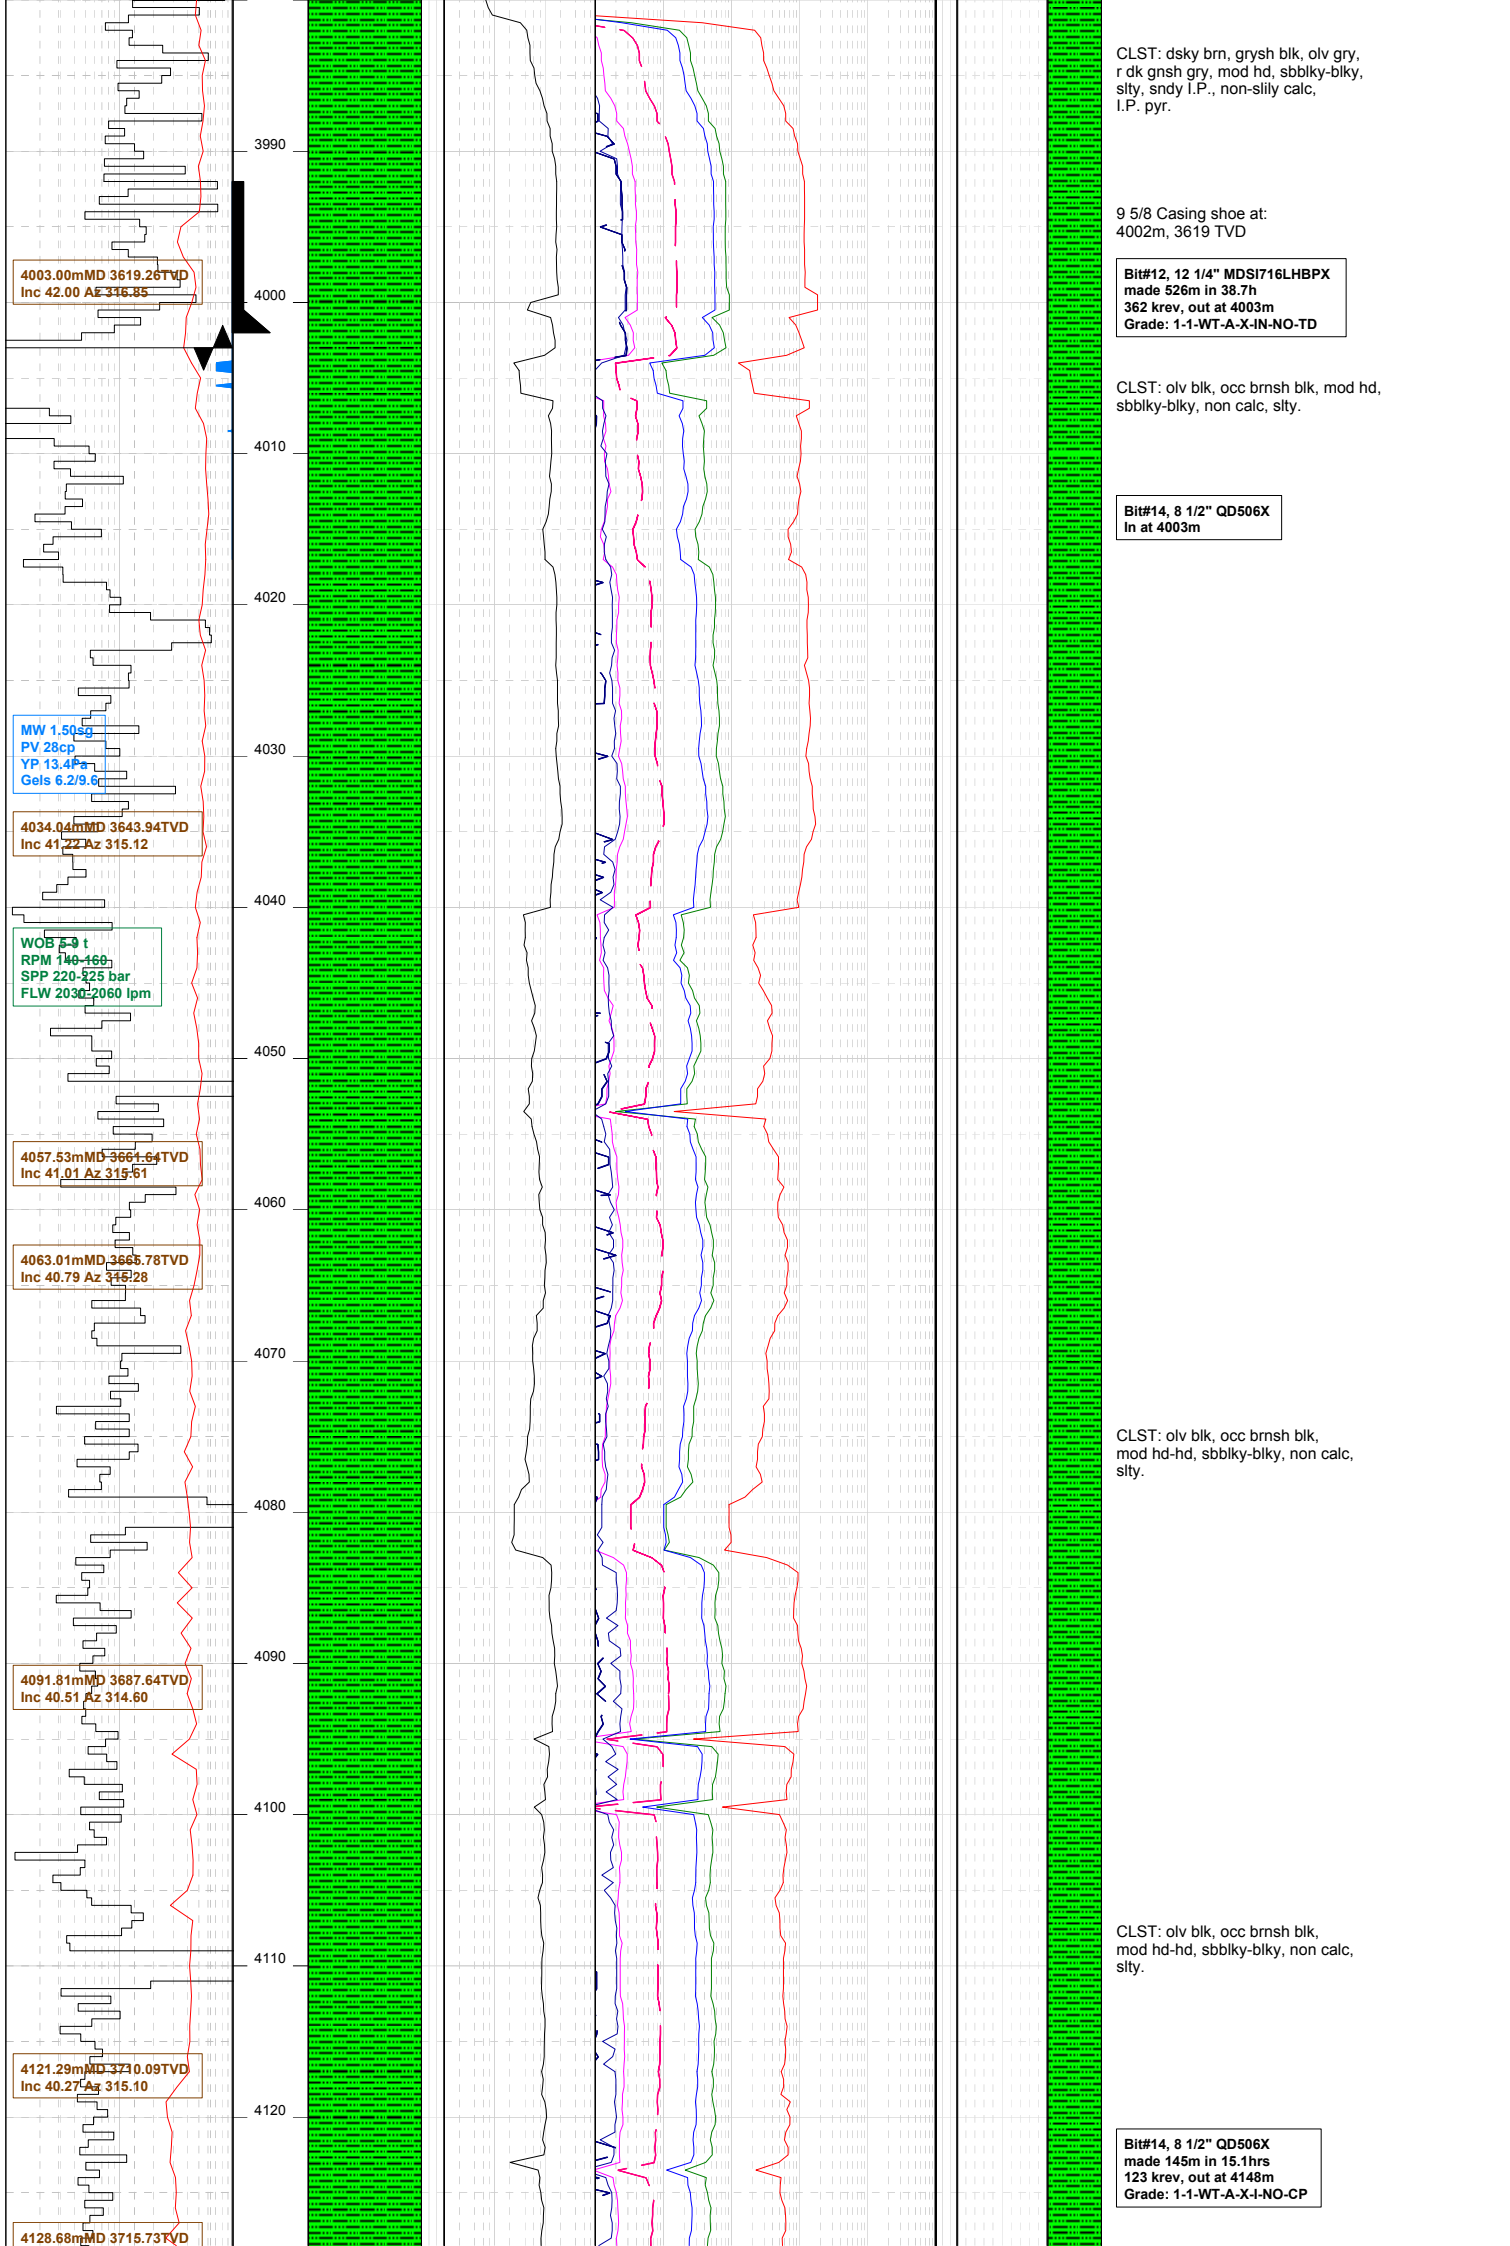 CLST: dsky brn, grysh blk, olv gry,
r dk gnsh gry, mod hd, sbblky-blky,
slty, sndy I.P., non-slily calc,
I.P. pyr.
3990
9 5/8 Casing shoe at:
4002m, 3619 TVD
4003.00mMD 3619.26TVD
Inc 42.00 Az 316.85
4000
Bit#12, 12 1/4" MDSI716LHBPX
made 526m in 38.7h
362 krev, out at 4003m
Grade: 1-1-WT-A-X-IN-NO-TD
CLST: olv blk, occ brnsh blk, mod hd,
sbblky-blky, non calc, slty.
4010
Bit#14, 8 1/2" QD506X
In at 4003m
4020
MW 1.50sg
PV 28cp
YP 13.4Pa
Gels 6.2/9.6
4030
4034.04mMD 3643.94TVD
Inc 41.22 Az 315.12
4040
WOB 5-9 t
RPM 140-160
SPP 220-225 bar
FLW 2030-2060 lpm
4050
4057.53mMD 3661.64TVD
Inc 41.01 Az 315.61
4060
4063.01mMD 3665.78TVD
Inc 40.79 Az 315.28
4070
CLST: olv blk, occ brnsh blk,
mod hd-hd, sbblky-blky, non calc,
slty.
4080
4090
4091.81mMD 3687.64TVD
Inc 40.51 Az 314.60
4100
CLST: olv blk, occ brnsh blk,
mod hd-hd, sbblky-blky, non calc,
slty.
4110
4121.29mMD 3710.09TVD
Inc 40.27 Az 315.10
4120
Bit#14, 8 1/2" QD506X
made 145m in 15.1hrs
123 krev, out at 4148m
Grade: 1-1-WT-A-X-I-NO-CP
4128.68mMD 3715.73TVD